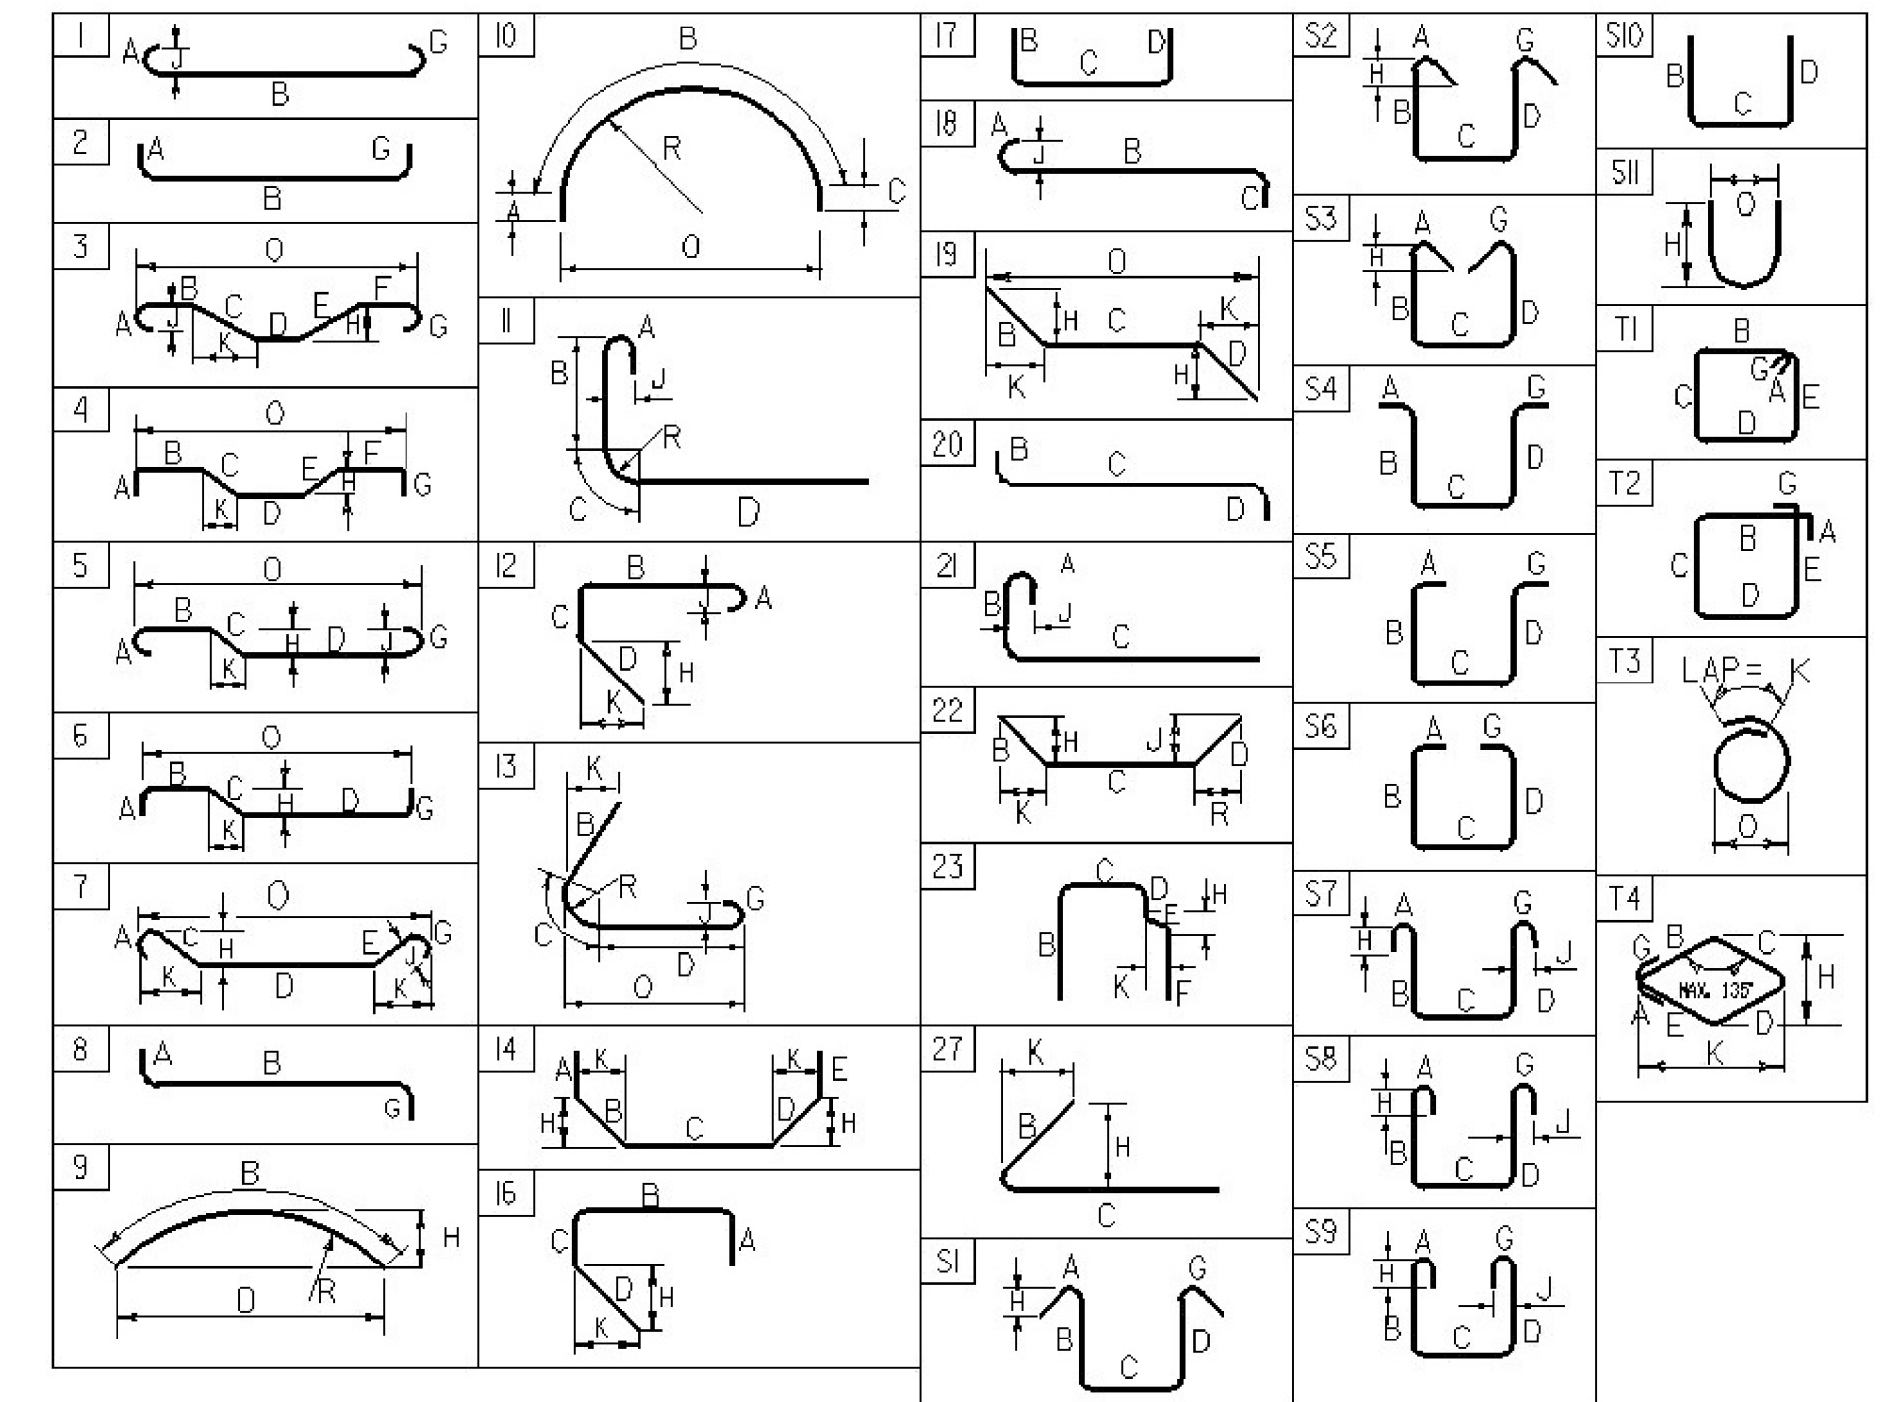 1
A J G
B
2
A G
B
3
O
B C E F
A J D H G
K
4
O
B C E F
A H G
K D
5
O
B C H D J G
A
K
6
O
B C H D
A G
K
7
O
A C H E G
J
K D K
8
A
B
G
9
B
H
R
D
10
B
R
A C
O
11
A
B
J
R
C D
12
B
J A
C
D H
K
13
K
B
R J G
C
D
O
14
A K K E
H B D H
C
16
B
C A
D H
K
17
B D
C
18
A
J B
C
19
O
H C K
B D
K H
20
B C
D
21
A
B J
C
22
B H J D
C
K R
23
C
D H
E
B
K F
27
K
B H
C
S1
A G
H
B D
C
S2
A G
H
B D
C
S3
A G
H
B D
C
S4
A G
B D
C
S5
A G
B D
C
S6
A G
B D
C
S7
A G
H
J
B C D
S8
A G
H
J
B C D
S9
A G
H
J
B C D
S10
B D
C
S11
O
H
T1
B
G
C A E
D
T2
G
B A
C E
D
T3
LAP = K
O
T4
G B C
MAX. 135°
H
A E D
K